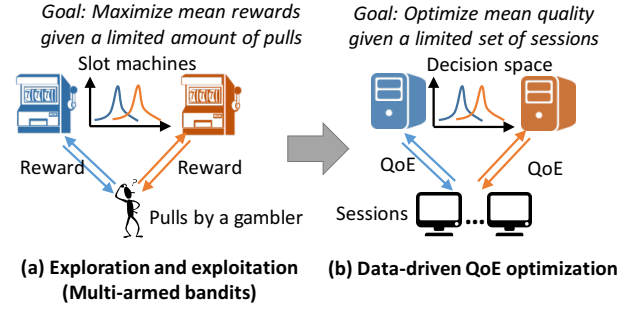 Goal: Maximize mean rewards
given a limited amount of pulls
Slot machines
Reward
Reward
?
Pulls by a gambler
(a) Exploration and exploitation
(Multi-armed bandits)
Goal: Optimize mean quality
given a limited set of sessions
Decision space
QoE
QoE
Sessions
...
(b) Data-driven QoE optimization